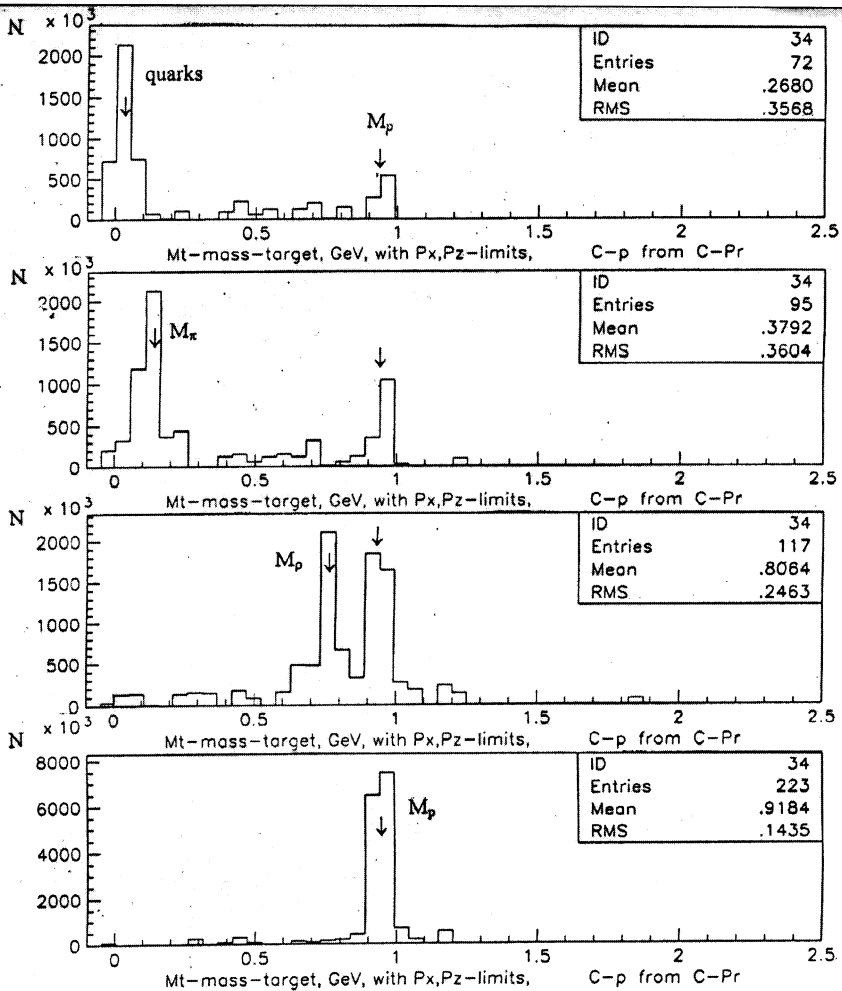 N × 10³
2000
1500
1000
500
0
quarks
Mₚ
ID 34
Entries 72
Mean .2680
RMS .3568
0 0.5 1 1.5 2 2.5
Mt-mass-target, GeV, with Px,Pz-limits, C-p from C-Pr
N × 10³
2000
1500
1000
500
0
M_π
ID 34
Entries 95
Mean .3792
RMS .3604
0 0.5 1 1.5 2 2.5
Mt-mass-target, GeV, with Px,Pz-limits, C-p from C-Pr
N × 10³
2000
1500
1000
500
0
M_ρ
ID 34
Entries 117
Mean .8064
RMS .2463
0 0.5 1 1.5 2 2.5
Mt-mass-target, GeV, with Px,Pz-limits, C-p from C-Pr
N × 10³
8000
6000
4000
2000
0
Mₚ
ID 34
Entries 223
Mean .9184
RMS .1435
0 0.5 1 1.5 2 2.5
Mt-mass-target, GeV, with Px,Pz-limits, C-p from C-Pr